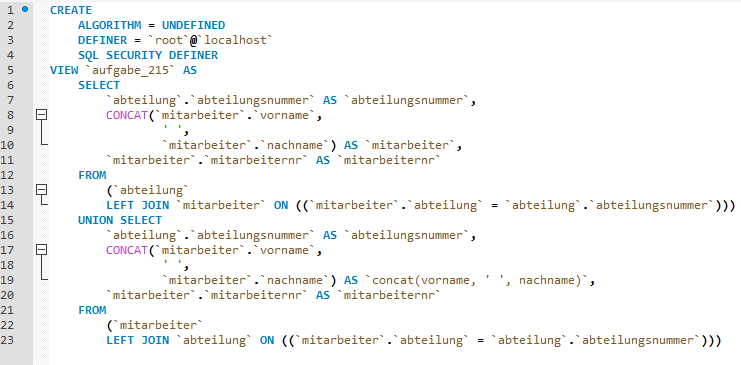 1 CREATE
2 ALGORITHM = UNDEFINED
3 DEFINER = `root`@`localhost`
4 SQL SECURITY DEFINER
5 VIEW `aufgabe_215` AS
6 SELECT
7 `abteilung`.`abteilungsnummer` AS `abteilungsnummer`,
8 CONCAT(`mitarbeiter`.`vorname`,
9 ' ',
10 `mitarbeiter`.`nachname`) AS `mitarbeiter`,
11 `mitarbeiter`.`mitarbeiternr` AS `mitarbeiternr`
12 FROM
13 (`abteilung`
14 LEFT JOIN `mitarbeiter` ON ((`mitarbeiter`.`abteilung` = `abteilung`.`abteilungsnummer`)))
15 UNION SELECT
16 `abteilung`.`abteilungsnummer` AS `abteilungsnummer`,
17 CONCAT(`mitarbeiter`.`vorname`,
18 ' ',
19 `mitarbeiter`.`nachname`) AS `concat(vorname, ' ', nachname)`,
20 `mitarbeiter`.`mitarbeiternr` AS `mitarbeiternr`
21 FROM
22 (`mitarbeiter`
23 LEFT JOIN `abteilung` ON ((`mitarbeiter`.`abteilung` = `abteilung`.`abteilungsnummer`)))